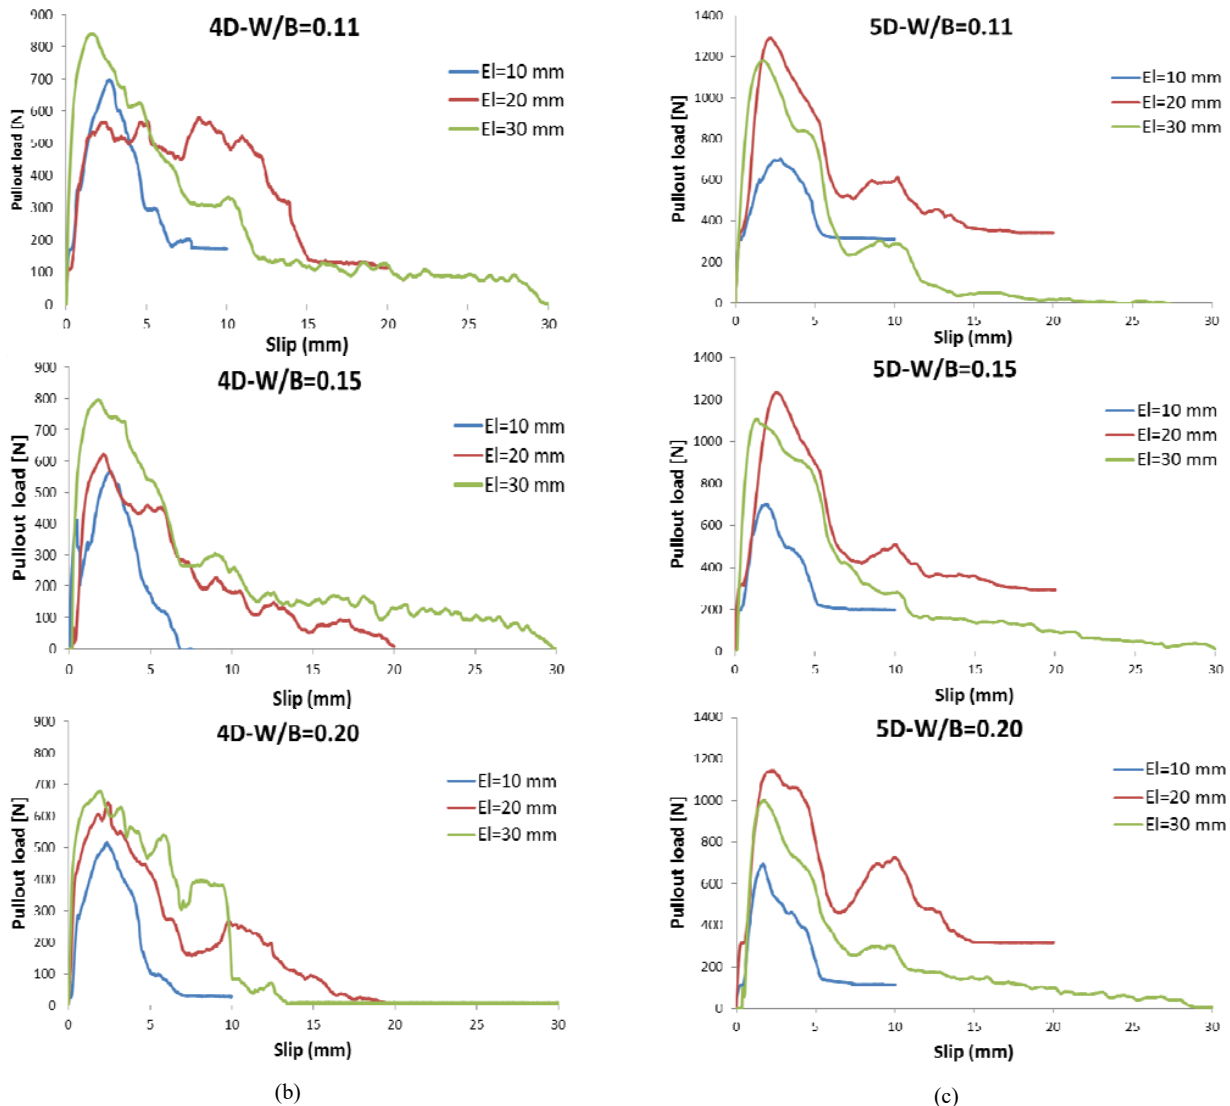 4D-W/B=0.11
Pullout load [N]
900
800
700
600
500
400
300
200
100
0
0 5 10 15 20 25 30
Slip (mm)
El=10 mm
El=20 mm
El=30 mm
5D-W/B=0.11
Pullout load [N]
1400
1200
1000
800
600
400
200
0
0 5 10 15 20 25 30
Slip (mm)
El=10 mm
El=20 mm
El=30 mm
4D-W/B=0.15
Pullout load [N]
900
800
700
600
500
400
300
200
100
0
0 5 10 15 20 25 30
Slip (mm)
El=10 mm
El=20 mm
El=30 mm
5D-W/B=0.15
Pullout load [N]
1400
1200
1000
800
600
400
200
0
0 5 10 15 20 25 30
Slip (mm)
El=10 mm
El=20 mm
El=30 mm
4D-W/B=0.20
Pullout load [N]
900
800
700
600
500
400
300
200
100
0
0 5 10 15 20 25 30
Slip (mm)
El=10 mm
El=20 mm
El=30 mm
5D-W/B=0.20
Pullout load [N]
1400
1200
1000
800
600
400
200
0
0 5 10 15 20 25 30
Slip (mm)
El=10 mm
El=20 mm
El=30 mm
(b)
(c)